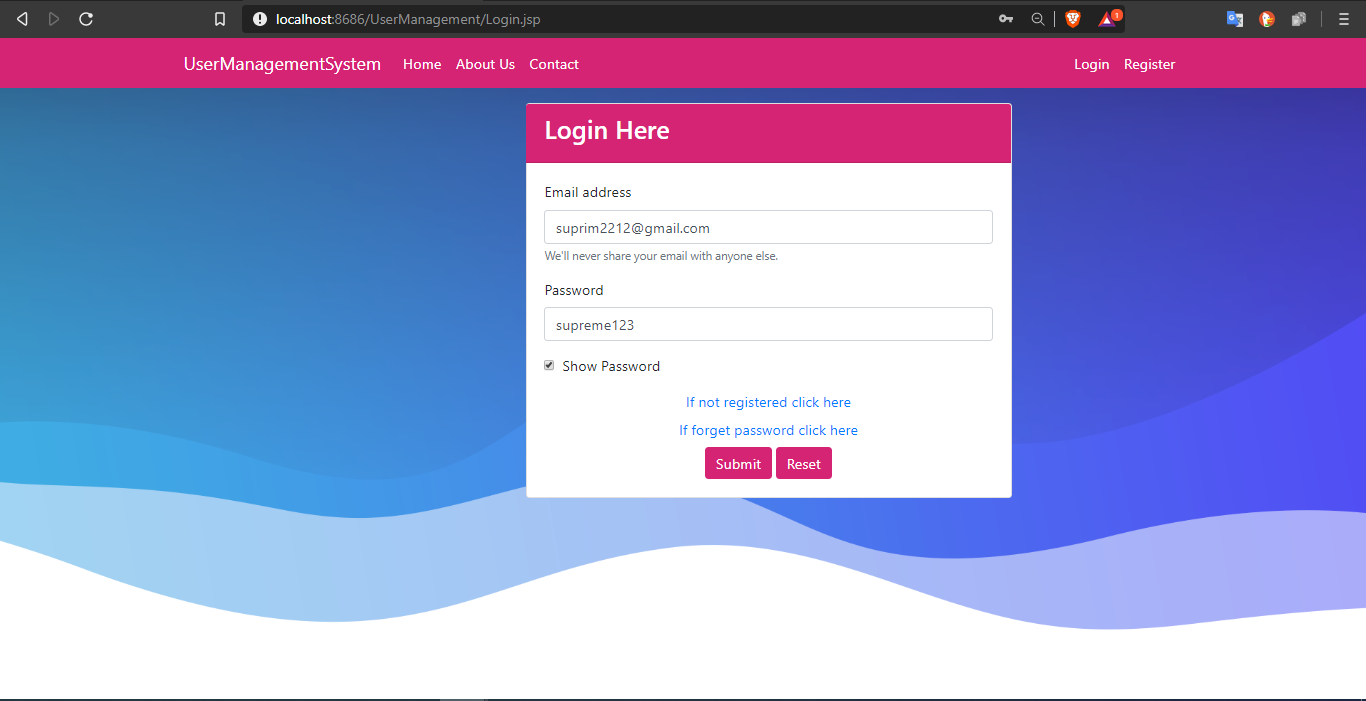 localhost:8686/UserManagement/Login.jsp
1
UserManagementSystem Home About Us Contact Login Register
Login Here
Email address
suprim2212@gmail.com
We'll never share your email with anyone else.
Password
supreme123
Show Password
If not registered click here
If forget password click here
Submit Reset